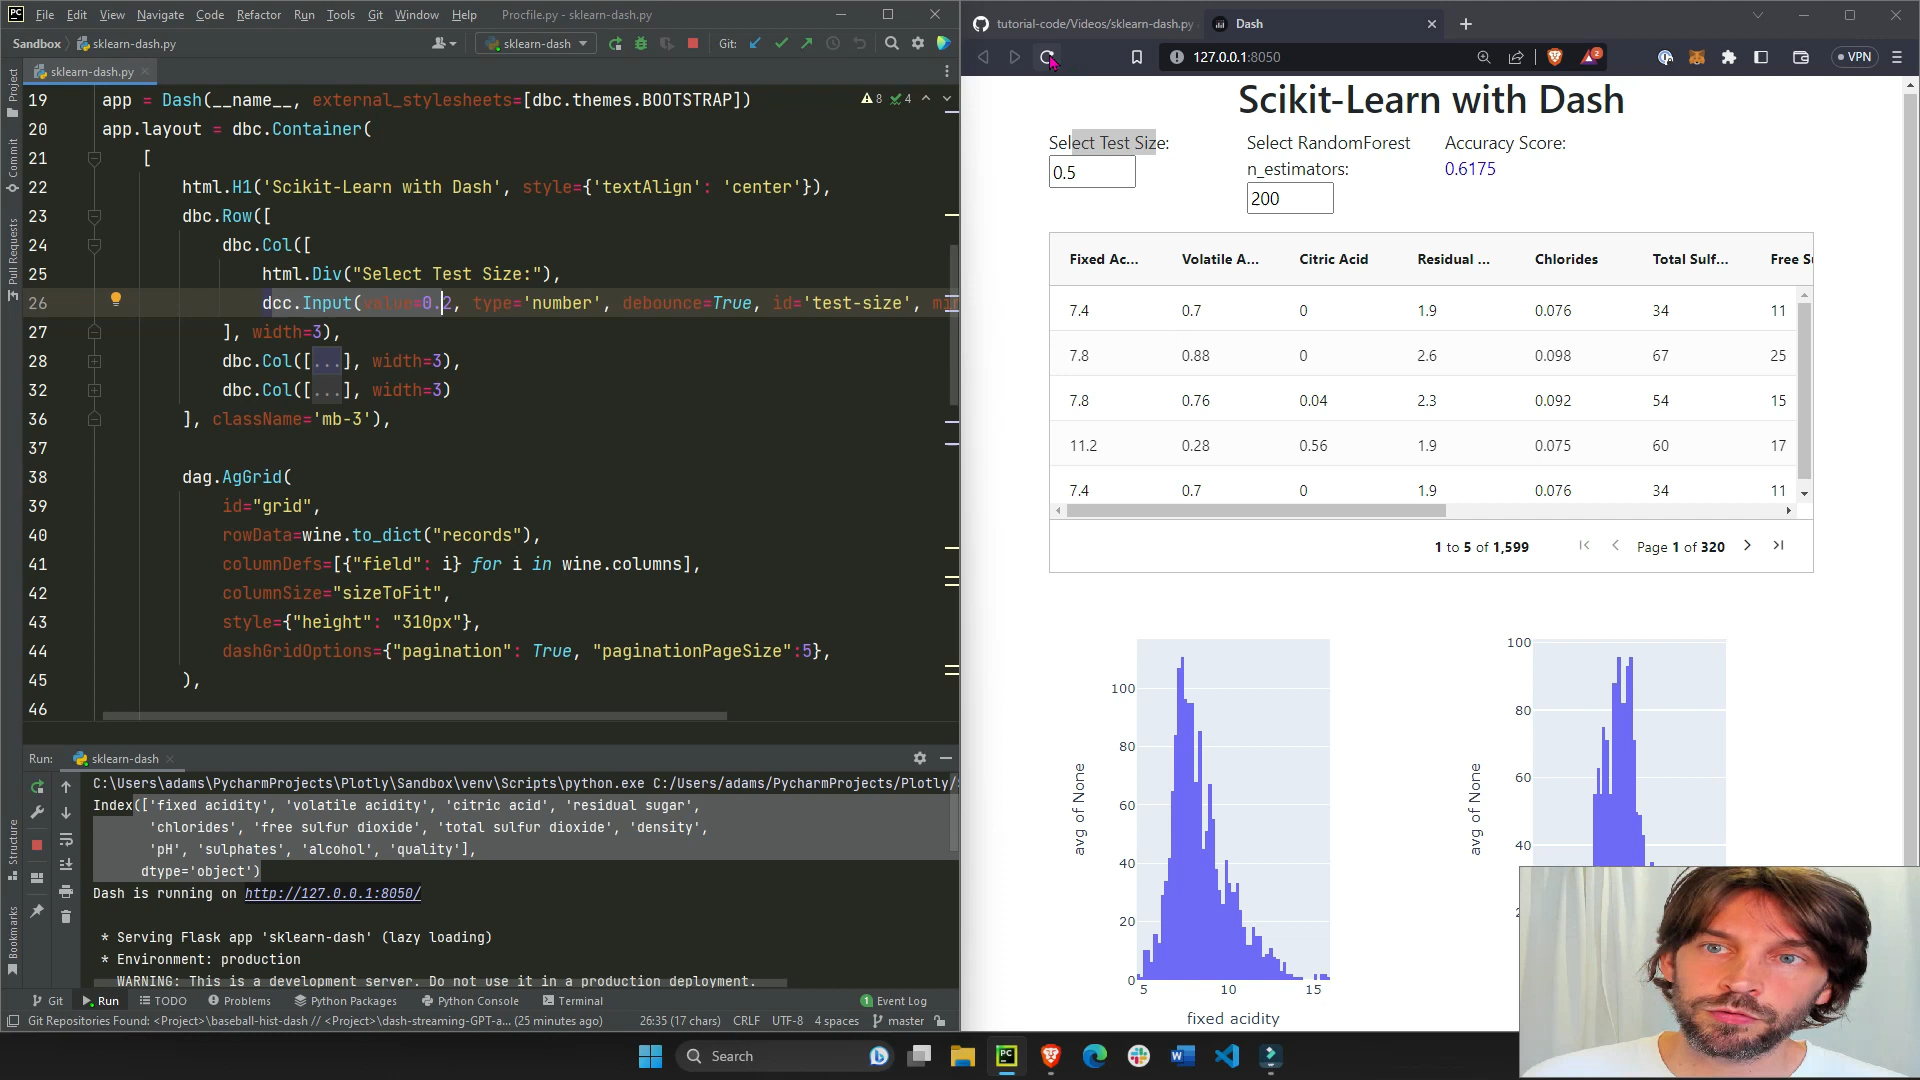 File Edit View Navigate Code Refactor Run Tools Git Window Help Procfile.py - sklearn-dash.py
Sandbox sklearn-dash.py sklearn-dash Git:
sklearn-dash.py
8 4
19 app = Dash(__name__, external_stylesheets=[dbc.themes.BOOTSTRAP])
20 app.layout = dbc.Container(
21 [
22 html.H1('Scikit-Learn with Dash', style={'textAlign': 'center'}),
23 dbc.Row([
24 dbc.Col([
25 html.Div("Select Test Size:"),
26 dcc.Input(value=0.2, type='number', debounce=True, id='test-size', mi
27 ], width=3),
28 dbc.Col([...], width=3),
32 dbc.Col([...], width=3)
36 ], className='mb-3'),
37
38 dag.AgGrid(
39 id="grid",
40 rowData=wine.to_dict("records"),
41 columnDefs=[{"field": i} for i in wine.columns],
42 columnSize="sizeToFit",
43 style={"height": "310px"},
44 dashGridOptions={"pagination": True, "paginationPageSize":5},
45 ),
46
Project
Commit
Pull Requests
Structure
Bookmarks
Run: sklearn-dash
C:\Users\adams\PycharmProjects\Plotly\Sandbox\venv\Scripts\python.exe C:/Users/adams/PycharmProjects/Plotly/
Index(['fixed acidity', 'volatile acidity', 'citric acid', 'residual sugar',
'chlorides', 'free sulfur dioxide', 'total sulfur dioxide', 'density',
'pH', 'sulphates', 'alcohol', 'quality'],
dtype='object')
Dash is running on http://127.0.0.1:8050/
* Serving Flask app 'sklearn-dash' (lazy loading)
* Environment: production
WARNING: This is a development server. Do not use it in a production deployment.
Git Run TODO Problems Python Packages Python Console Terminal 1 Event Log
Git Repositories Found: <Project>\baseball-hist-dash // <Project>\dash-streaming-GPT-a... (25 minutes ago) 26:35 (17 chars) CRLF UTF-8 4 spaces master
tutorial-code/Videos/sklearn-dash.py Dash
127.0.0.1:8050 2 VPN
Scikit-Learn with Dash
Select Test Size:
0.5
Select RandomForest
n_estimators:
200
Accuracy Score:
0.6175
Fixed Ac... Volatile A... Citric Acid Residual ... Chlorides Total Sulf... Free Su
7.4 0.7 0 1.9 0.076 34 11
7.8 0.88 0 2.6 0.098 67 25
7.8 0.76 0.04 2.3 0.092 54 15
11.2 0.28 0.56 1.9 0.075 60 17
7.4 0.7 0 1.9 0.076 34 11
1 to 5 of 1,599 Page 1 of 320
avg of None
100
80
60
40
20
0
5 10 15
fixed acidity
avg of None
100
80
60
40
2
Search